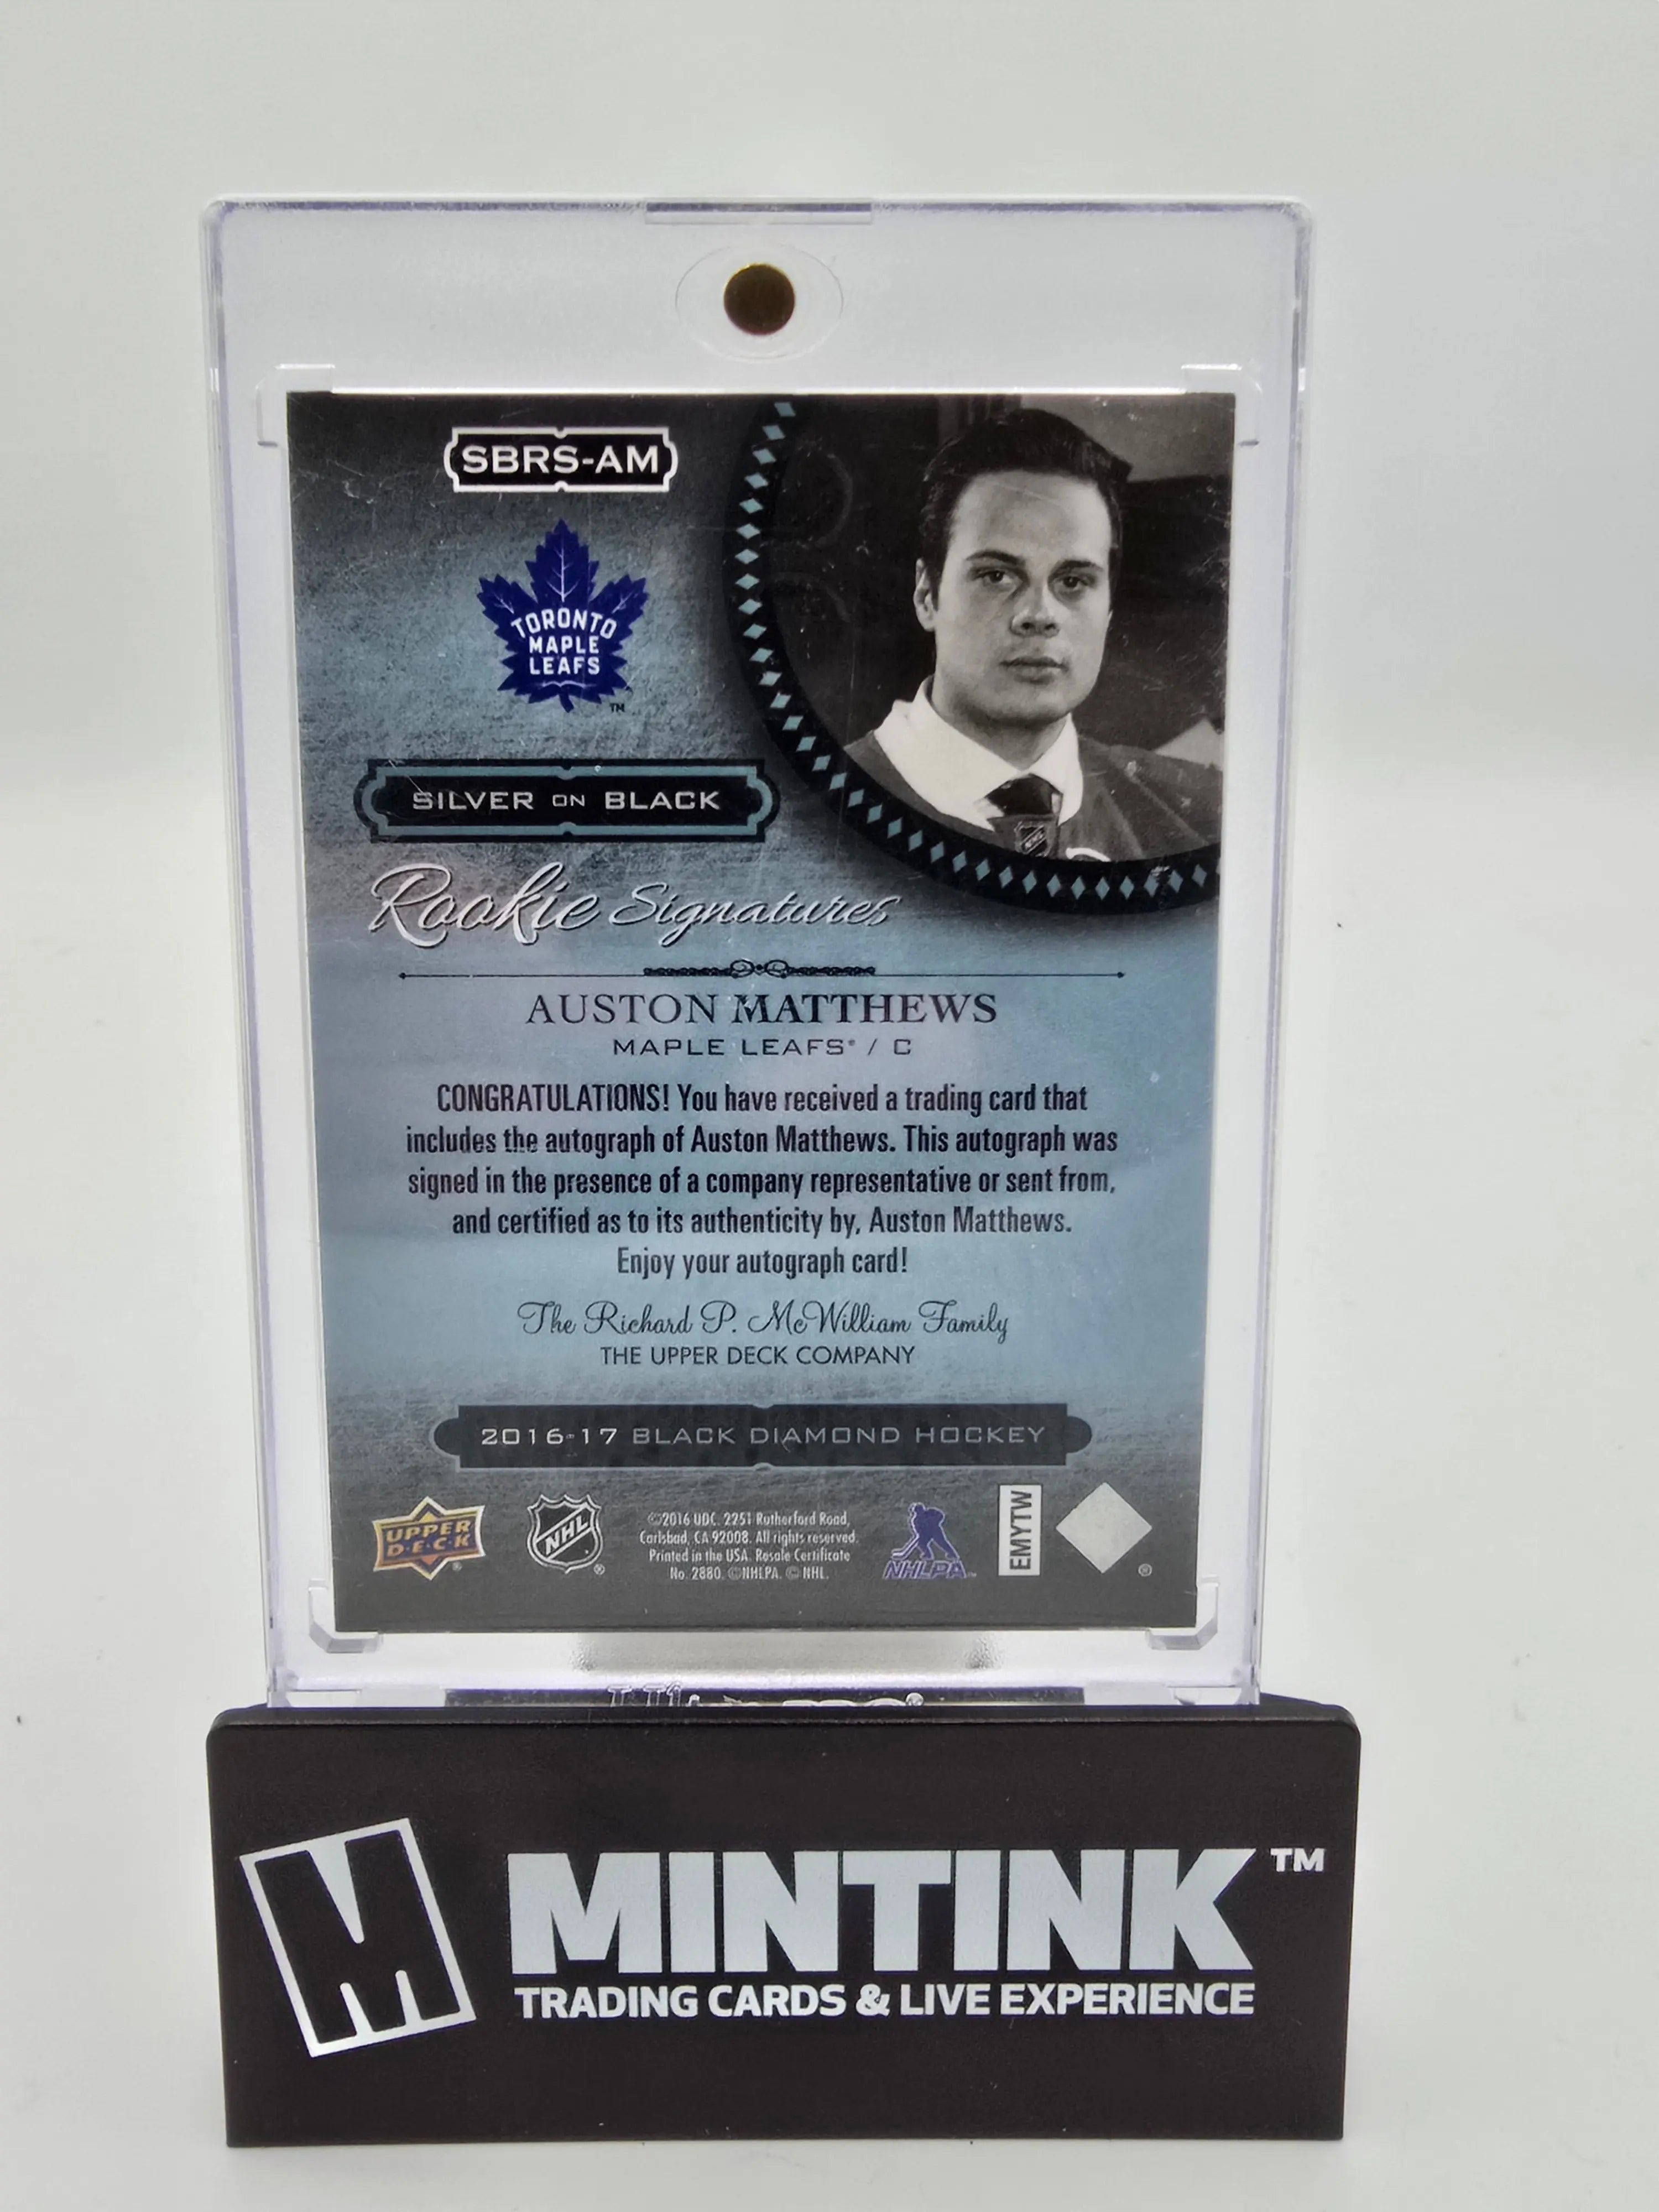 SBRS-AM
TORONTO
MAPLE
LEAFS
TM
SILVER ON BLACK
Rookie Signatures
AUSTON MATTHEWS
MAPLE LEAFS® / C
CONGRATULATIONS! You have received a trading card that
includes the autograph of Auston Matthews. This autograph was
signed in the presence of a company representative or sent from,
and certified as to its authenticity by, Auston Matthews.
Enjoy your autograph card!
The Richard P. McWilliam Family
THE UPPER DECK COMPANY
2016-17 BLACK DIAMOND HOCKEY
UPPER
D·E·C·K
®
NHL
®
©2016 UDC. 2251 Rutherford Road,
Carlsbad, CA 92008. All rights reserved.
Printed in the USA. Resale Certificate
No. 2880. ©NHLPA. © NHL.
NHLPA
EMYTW
®
M MINTINK™
TRADING CARDS & LIVE EXPERIENCE